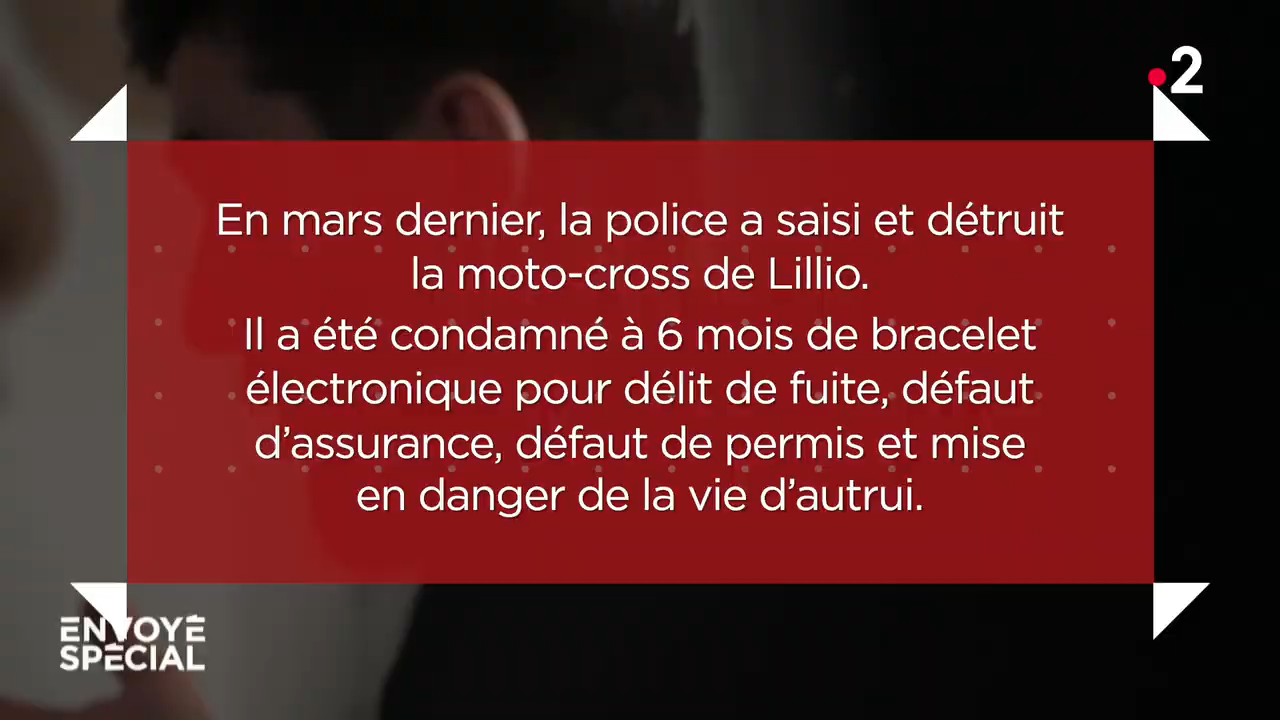 2
En mars dernier, la police a saisi et détruit
la moto-cross de Lillio.
Il a été condamné à 6 mois de bracelet
électronique pour délit de fuite, défaut
d’assurance, défaut de permis et mise
en danger de la vie d’autrui.
ENVOYÉ
SPÉCIAL